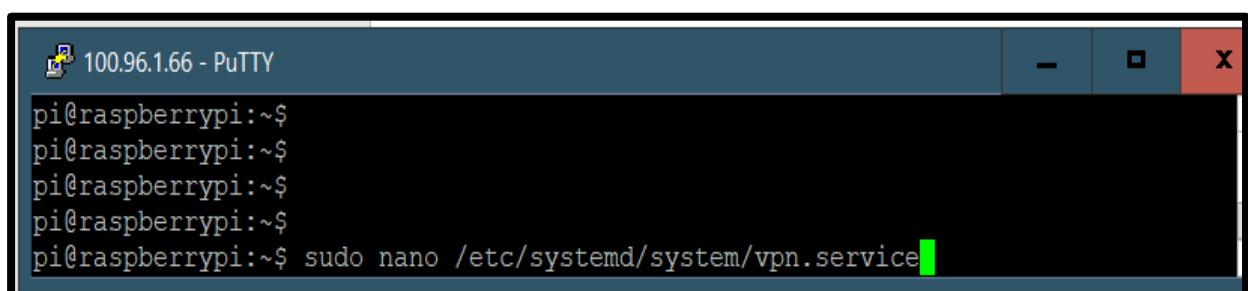 100.96.1.66 - PuTTY
pi@raspberrypi:~$
pi@raspberrypi:~$
pi@raspberrypi:~$
pi@raspberrypi:~$
pi@raspberrypi:~$ sudo nano /etc/systemd/system/vpn.service